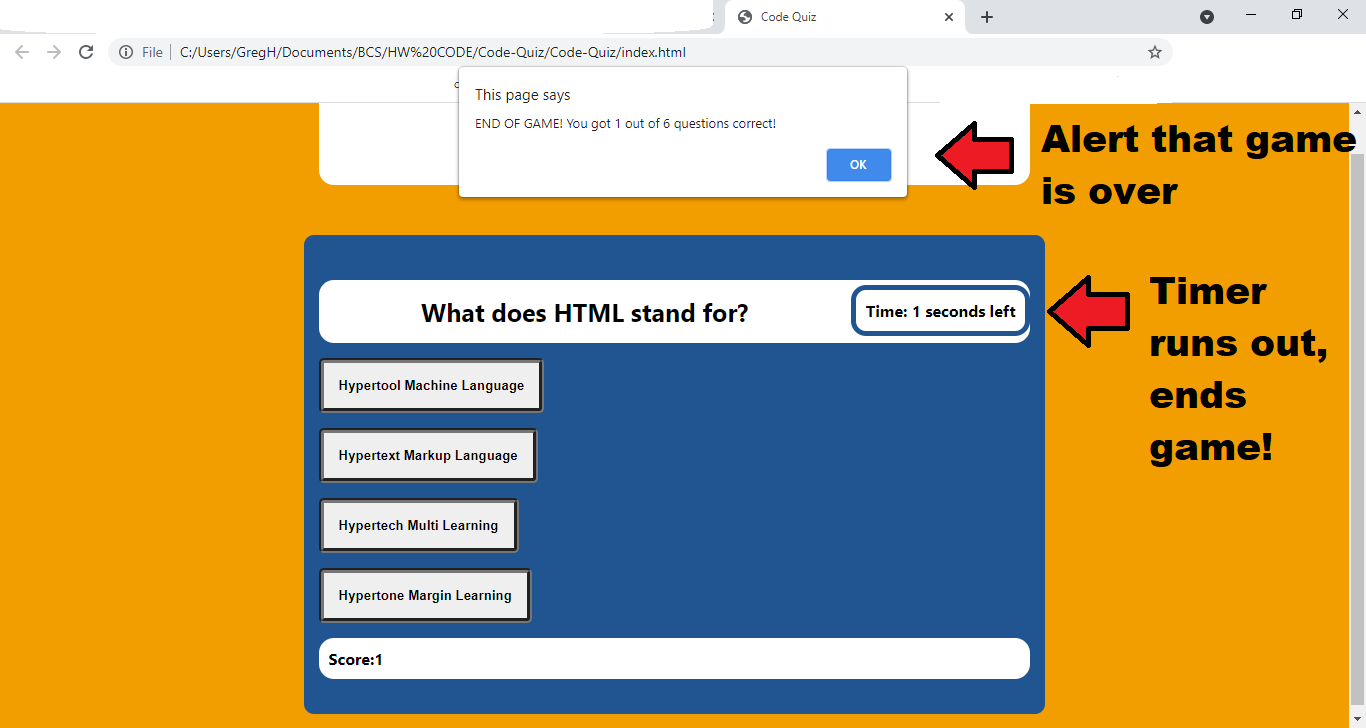 Code Quiz
File
C:/Users/GregH/Documents/BCS/HW%20CODE/Code-Quiz/Code-Quiz/index.html
This page says
END OF GAME! You got 1 out of 6 questions correct!
OK
Alert that game
is over
What does HTML stand for?
Time: 1 seconds left
Timer
runs out,
ends
game!
Hypertool Machine Language
Hypertext Markup Language
Hypertech Multi Learning
Hypertone Margin Learning
Score:1